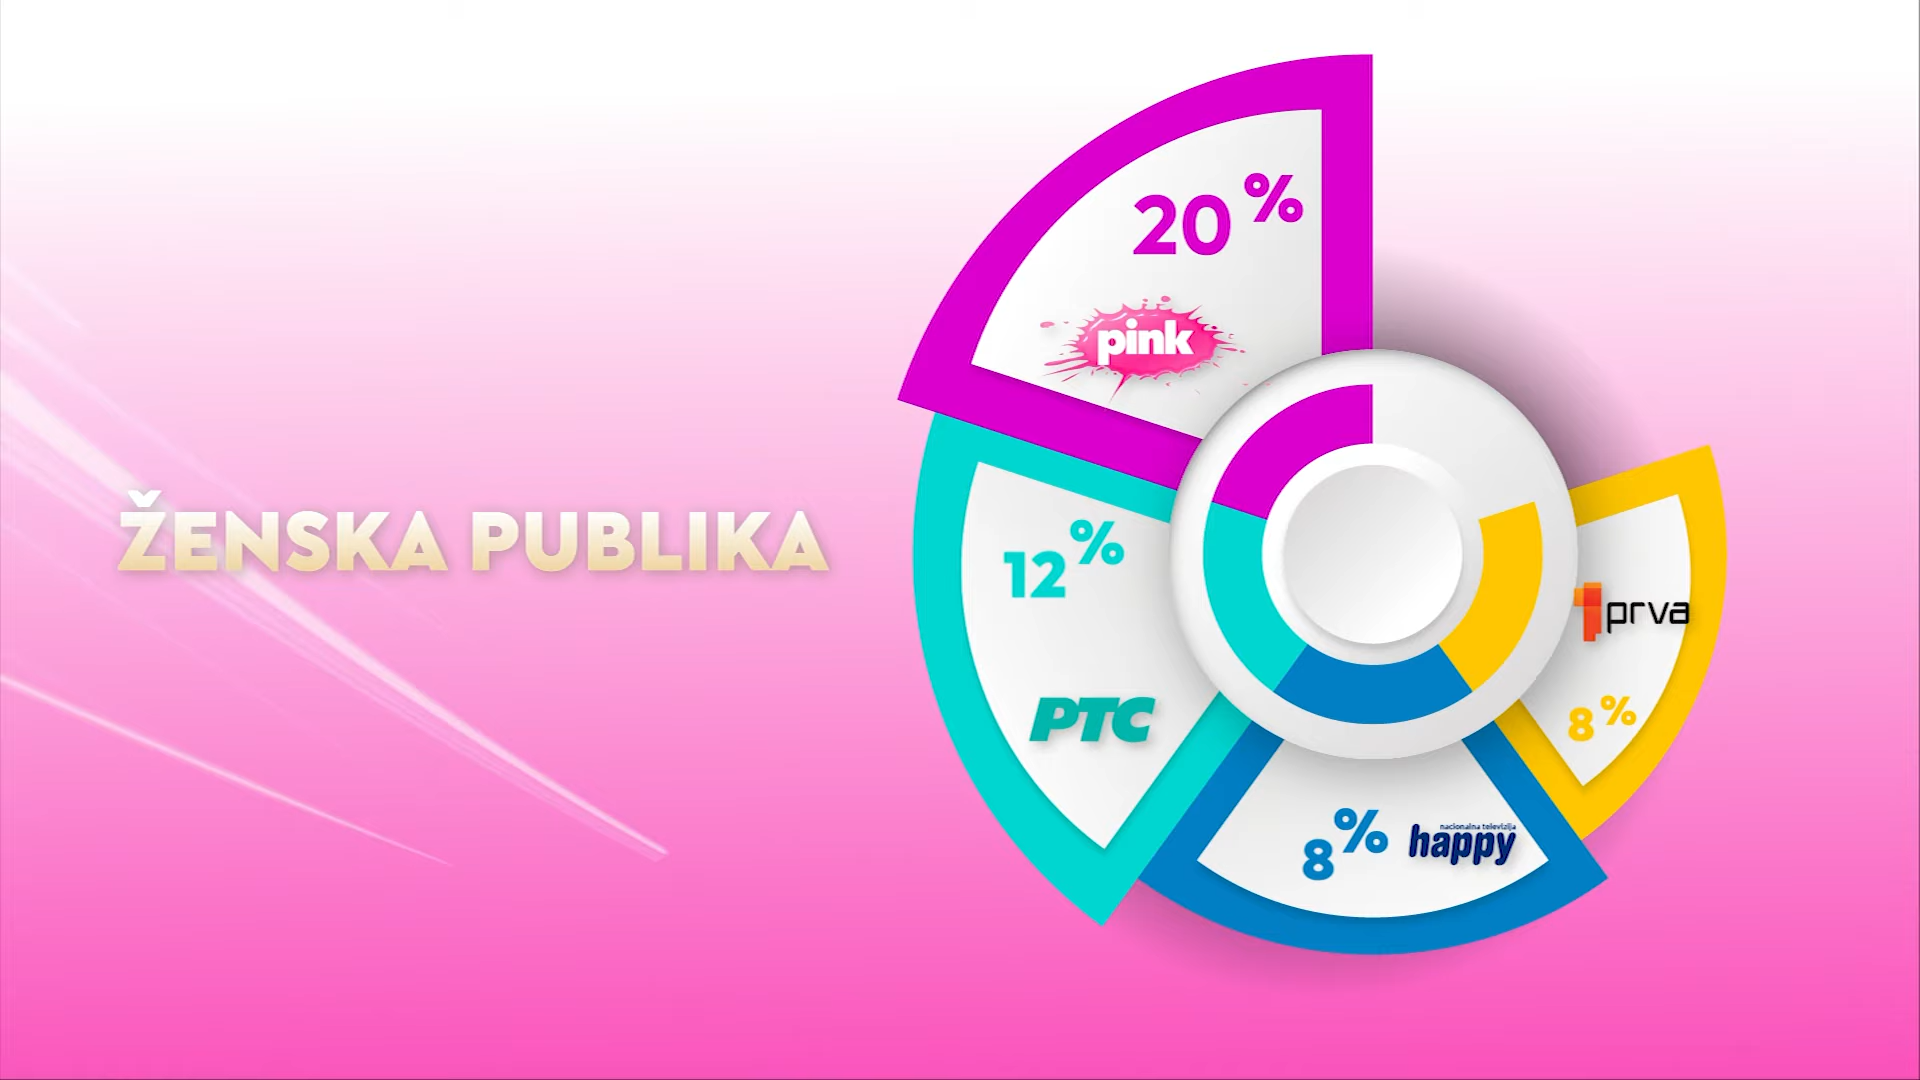 ŽENSKA PUBLIKA
20%
pink
12%
РТС
prva
8%
8%
nacionalna televizija
happy